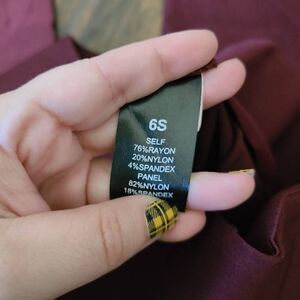 6S
SELF
76%RAYON
20%NYLON
4%SPANDEX
PANEL
82%NYLON
18%SPANDEX